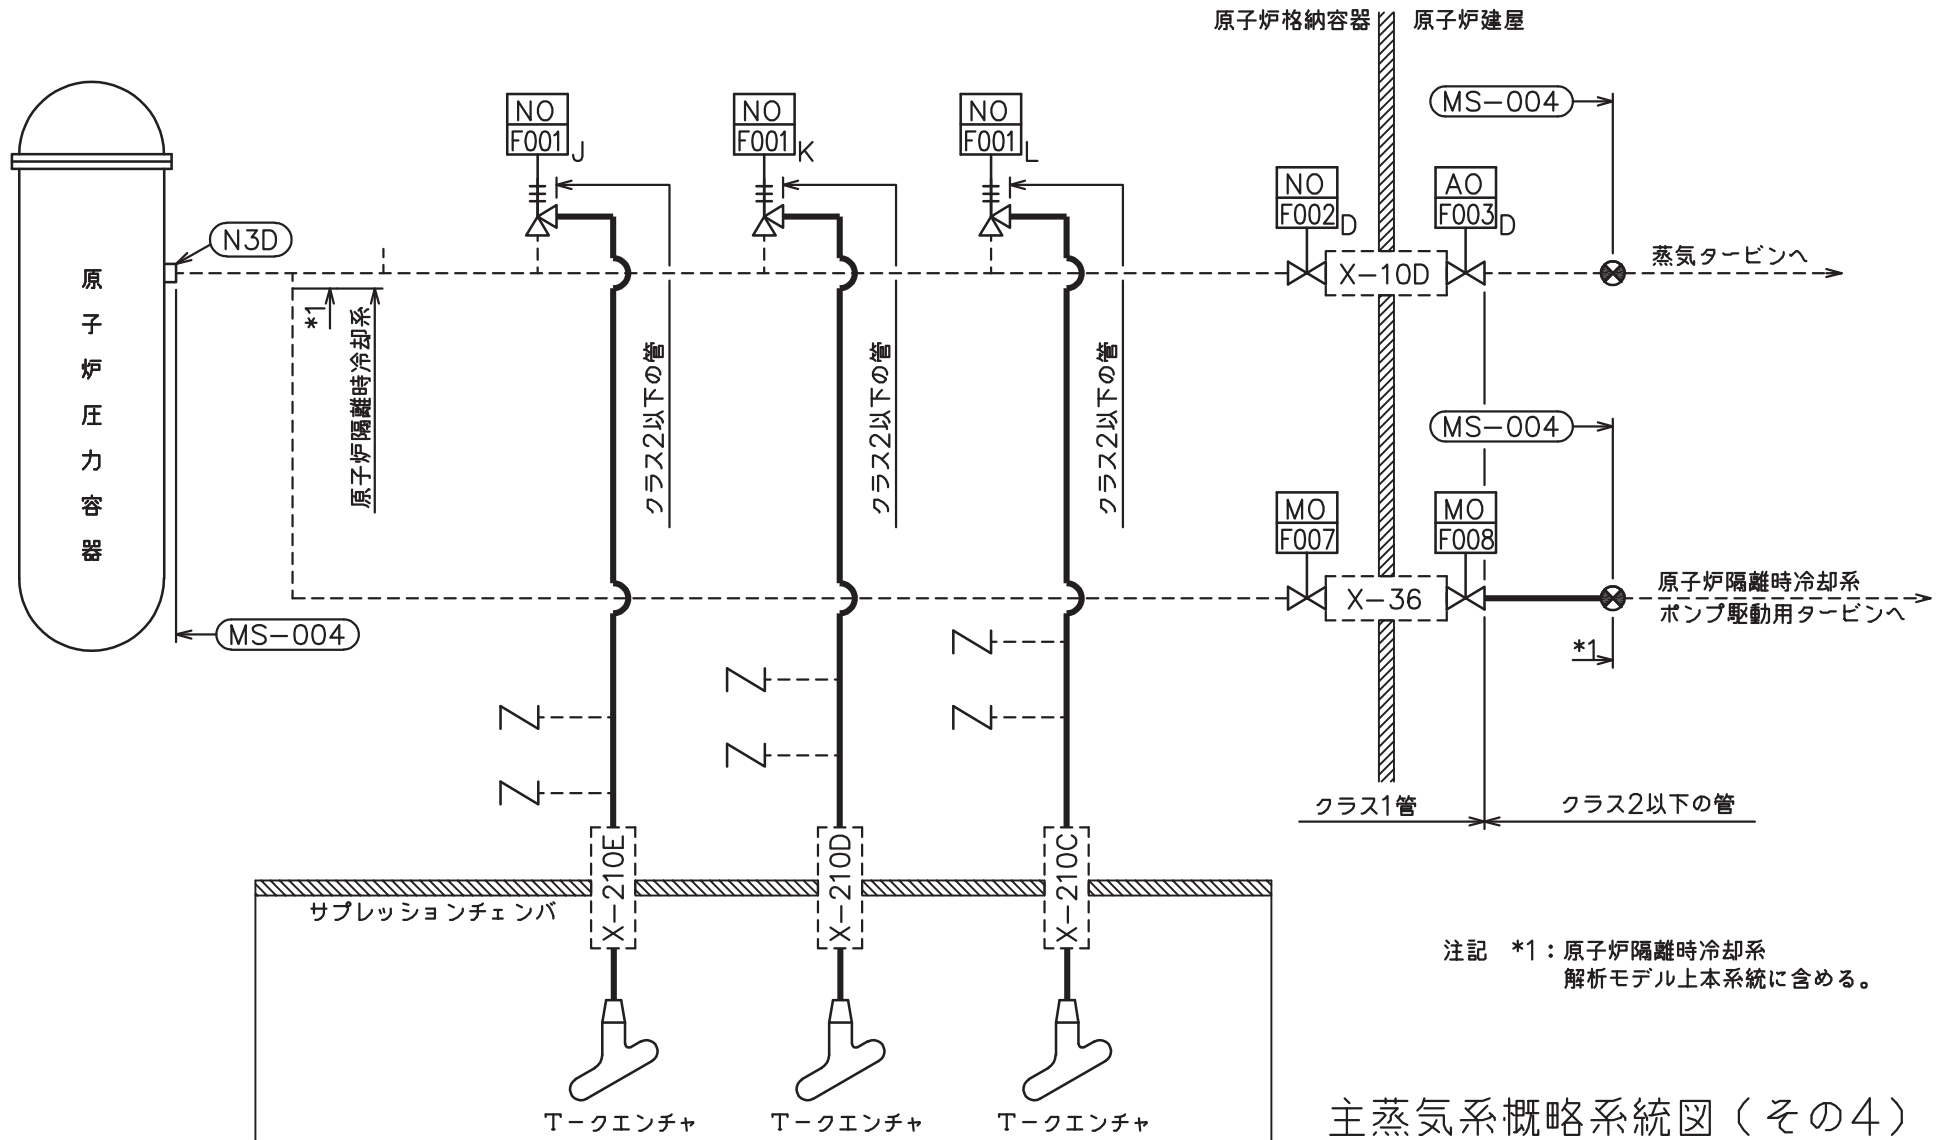 原子炉格納容器
原子炉建屋
NO
F001
J
NO
F001
K
NO
F001
L
MS-004
NO
F002
D
AO
F003
D
N3D
X-10D
蒸気タービンへ
原子炉圧力容器
*1
原子炉隔離時冷却系
クラス2以下の管
クラス2以下の管
クラス2以下の管
MS-004
MO
F007
MO
F008
X-36
原子炉隔離時冷却系
ポンプ駆動用タービンへ
*1
MS-004
クラス1管
クラス2以下の管
X-210E
X-210D
X-210C
サプレッションチェンバ
注記 *1：原子炉隔離時冷却系
解析モデル上本系統に含める。
T-クエンチャ
T-クエンチャ
T-クエンチャ
主蒸気系概略系統図（その4）